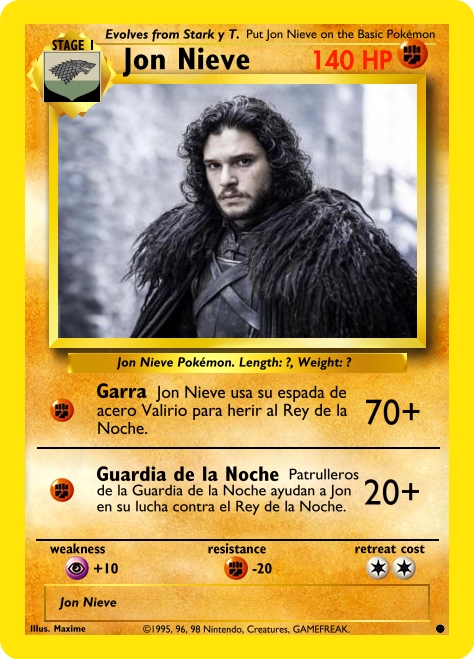 Evolves from Stark y T. Put Jon Nieve on the Basic Pokémon
STAGE 1
Jon Nieve 140 HP
Jon Nieve Pokémon. Length: ?, Weight: ?
Garra Jon Nieve usa su espada de
acero Valirio para herir al Rey de la
Noche.
70+
Guardia de la Noche Patrulleros
de la Guardia de la Noche ayudan a Jon
en su lucha contra el Rey de la Noche.
20+
weakness resistance retreat cost
+10 -20
Jon Nieve
Illus. Maxime ©1995, 96, 98 Nintendo, Creatures, GAMEFREAK.